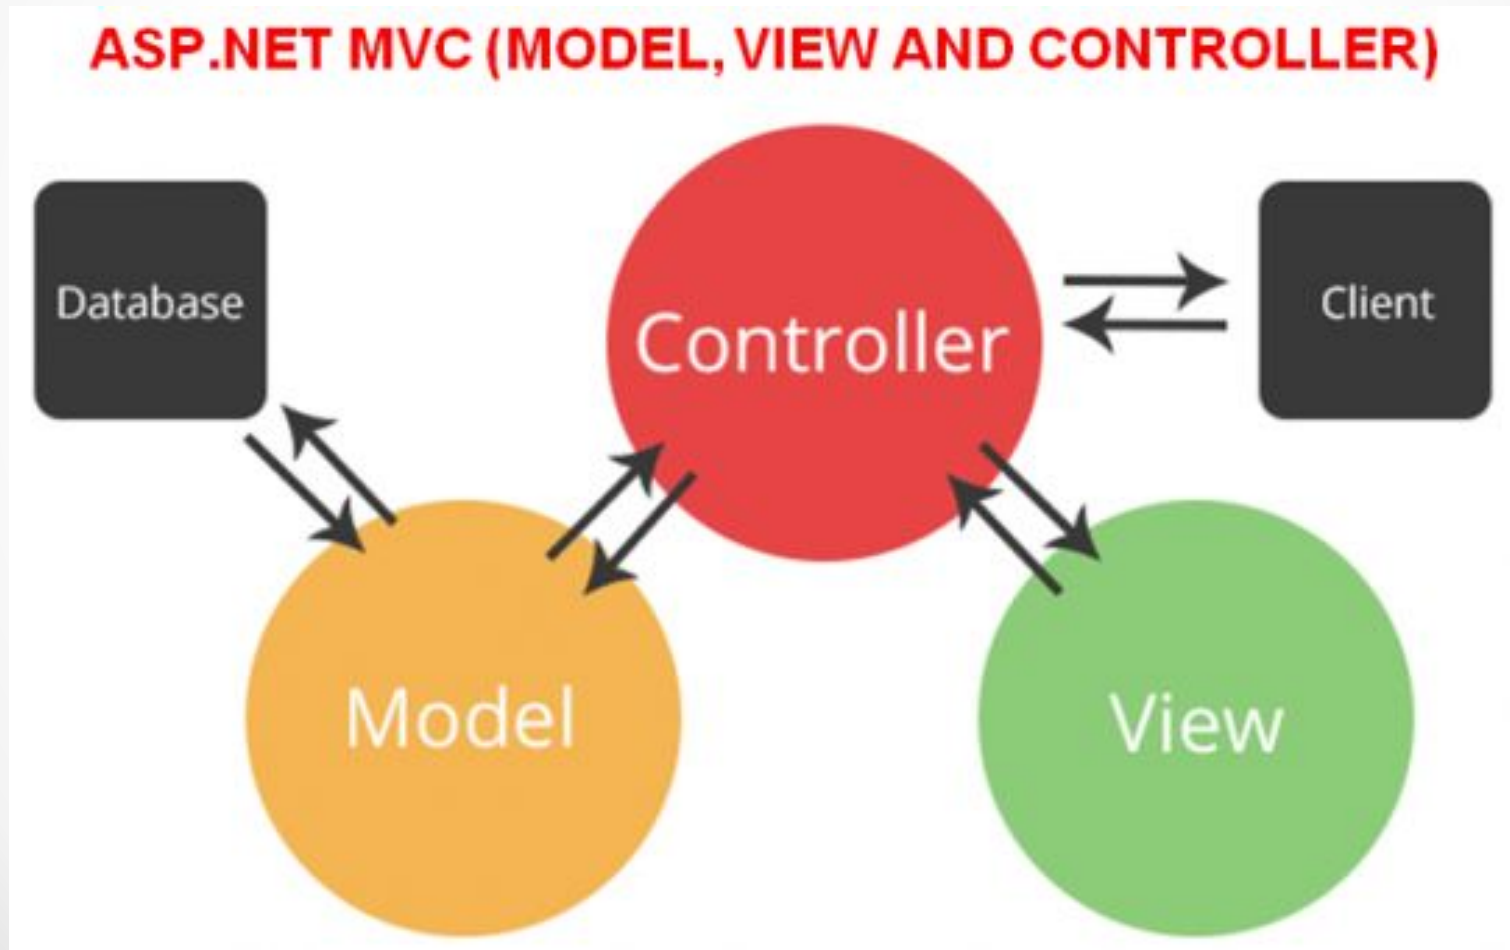 ASP.NET MVC (MODEL, VIEW AND CONTROLLER)
Database
Controller
Client
Model
View